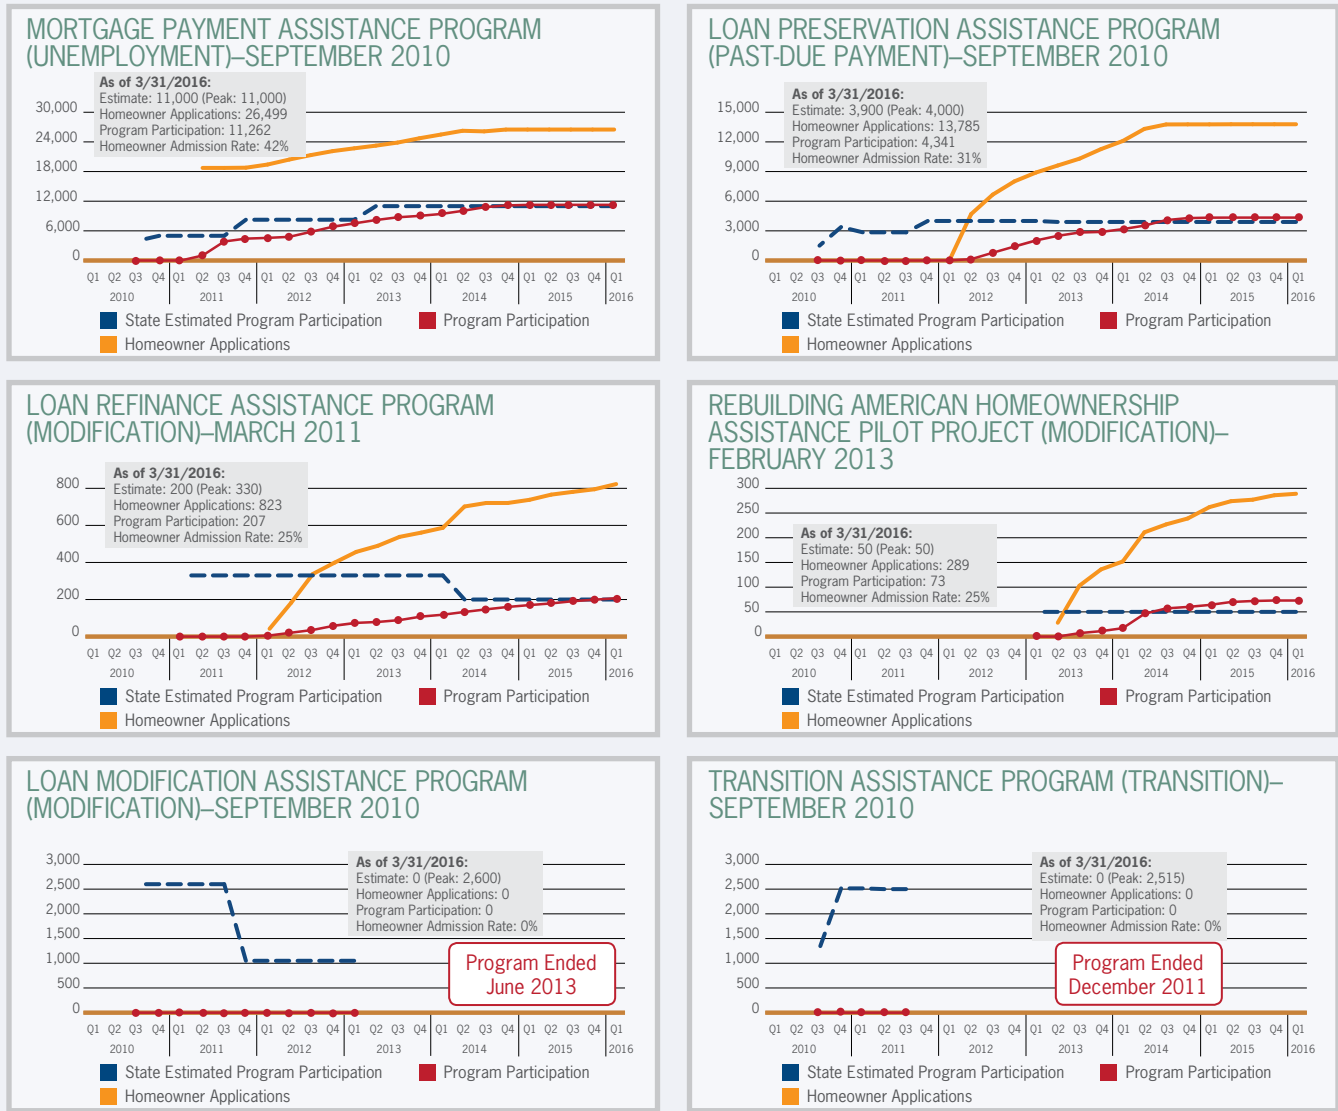 MORTGAGE PAYMENT ASSISTANCE PROGRAM
(UNEMPLOYMENT)–SEPTEMBER 2010
As of 3/31/2016:
Estimate: 11,000 (Peak: 11,000)
Homeowner Applications: 26,499
Program Participation: 11,262
Homeowner Admission Rate: 42%
30,000
24,000
18,000
12,000
6,000
0
Q1 Q2 Q3 Q4 Q1 Q2 Q3 Q4 Q1 Q2 Q3 Q4 Q1 Q2 Q3 Q4 Q1 Q2 Q3 Q4 Q1 Q2 Q3 Q4 Q1
2010 2011 2012 2013 2014 2015 2016
State Estimated Program Participation
Program Participation
Homeowner Applications
LOAN PRESERVATION ASSISTANCE PROGRAM
(PAST-DUE PAYMENT)–SEPTEMBER 2010
As of 3/31/2016:
Estimate: 3,900 (Peak: 4,000)
Homeowner Applications: 13,785
Program Participation: 4,341
Homeowner Admission Rate: 31%
15,000
12,000
9,000
6,000
3,000
0
Q1 Q2 Q3 Q4 Q1 Q2 Q3 Q4 Q1 Q2 Q3 Q4 Q1 Q2 Q3 Q4 Q1 Q2 Q3 Q4 Q1 Q2 Q3 Q4 Q1
2010 2011 2012 2013 2014 2015 2016
State Estimated Program Participation
Program Participation
Homeowner Applications
LOAN REFINANCE ASSISTANCE PROGRAM
(MODIFICATION)–MARCH 2011
As of 3/31/2016:
Estimate: 200 (Peak: 330)
Homeowner Applications: 823
Program Participation: 207
Homeowner Admission Rate: 25%
800
600
400
200
0
Q1 Q2 Q3 Q4 Q1 Q2 Q3 Q4 Q1 Q2 Q3 Q4 Q1 Q2 Q3 Q4 Q1 Q2 Q3 Q4 Q1 Q2 Q3 Q4 Q1
2010 2011 2012 2013 2014 2015 2016
State Estimated Program Participation
Program Participation
Homeowner Applications
REBUILDING AMERICAN HOMEOWNERSHIP
ASSISTANCE PILOT PROJECT (MODIFICATION)–
FEBRUARY 2013
As of 3/31/2016:
Estimate: 50 (Peak: 50)
Homeowner Applications: 289
Program Participation: 73
Homeowner Admission Rate: 25%
300
250
200
150
100
50
0
Q1 Q2 Q3 Q4 Q1 Q2 Q3 Q4 Q1 Q2 Q3 Q4 Q1 Q2 Q3 Q4 Q1 Q2 Q3 Q4 Q1 Q2 Q3 Q4 Q1
2010 2011 2012 2013 2014 2015 2016
State Estimated Program Participation
Program Participation
Homeowner Applications
LOAN MODIFICATION ASSISTANCE PROGRAM
(MODIFICATION)–SEPTEMBER 2010
As of 3/31/2016:
Estimate: 0 (Peak: 2,600)
Homeowner Applications: 0
Program Participation: 0
Homeowner Admission Rate: 0%
Program Ended
June 2013
3,000
2,500
2,000
1,500
1,000
500
0
Q1 Q2 Q3 Q4 Q1 Q2 Q3 Q4 Q1 Q2 Q3 Q4 Q1 Q2 Q3 Q4 Q1 Q2 Q3 Q4 Q1 Q2 Q3 Q4 Q1
2010 2011 2012 2013 2014 2015 2016
State Estimated Program Participation
Program Participation
Homeowner Applications
TRANSITION ASSISTANCE PROGRAM (TRANSITION)–
SEPTEMBER 2010
As of 3/31/2016:
Estimate: 0 (Peak: 2,515)
Homeowner Applications: 0
Program Participation: 0
Homeowner Admission Rate: 0%
Program Ended
December 2011
3,000
2,500
2,000
1,500
1,000
500
0
Q1 Q2 Q3 Q4 Q1 Q2 Q3 Q4 Q1 Q2 Q3 Q4 Q1 Q2 Q3 Q4 Q1 Q2 Q3 Q4 Q1 Q2 Q3 Q4 Q1
2010 2011 2012 2013 2014 2015 2016
State Estimated Program Participation
Program Participation
Homeowner Applications